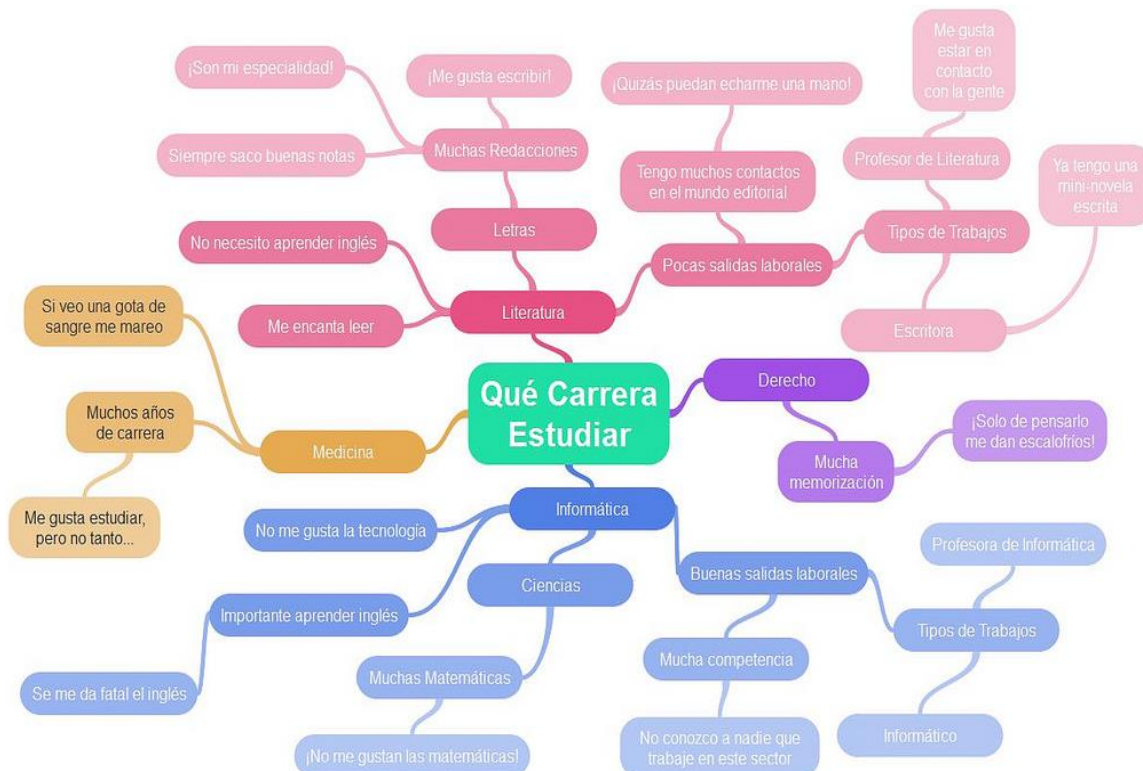 Me gusta
estar en
contacto
con la gente
¡Son mi especialidad!
¡Me gusta escribir!
¡Quizás puedan echarme una mano!
Siempre saco buenas notas
Muchas Redacciones
Tengo muchos contactos
en el mundo editorial
Profesor de Literatura
Ya tengo una
mini-novela
escrita
No necesito aprender inglés
Letras
Pocas salidas laborales
Tipos de Trabajos
Me encanta leer
Literatura
Escritora
Si veo una gota de
sangre me mareo
Qué Carrera
Estudiar
Derecho
Muchos años
de carrera
Medicina
Mucha
memorización
¡Solo de pensarlo
me dan escalofríos!
Me gusta estudiar,
pero no tanto...
No me gusta la tecnología
Informática
Ciencias
Buenas salidas laborales
Profesora de Informática
Importante aprender inglés
Tipos de Trabajos
Se me da fatal el inglés
Muchas Matemáticas
Mucha competencia
¡No me gustan las matemáticas!
No conozco a nadie que
trabaje en este sector
Informático